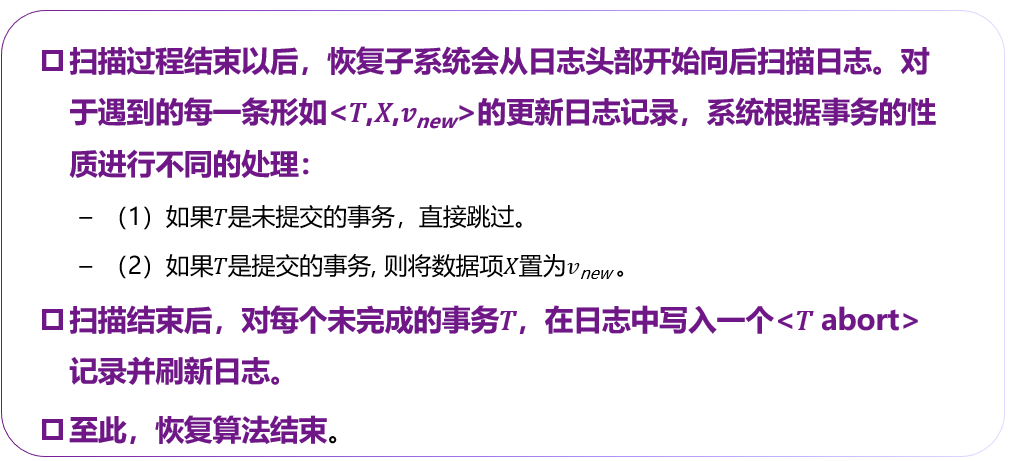 扫描过程结束以后，恢复子系统会从日志头部开始向后扫描日志。对
于遇到的每一条形如<T,X,vnew>的更新日志记录，系统根据事务的性
质进行不同的处理：
– （1）如果T是未提交的事务，直接跳过。
– （2）如果T是提交的事务, 则将数据项X置为vnew。
扫描结束后，对每个未完成的事务T，在日志中写入一个<T abort>
记录并刷新日志。
至此，恢复算法结束。